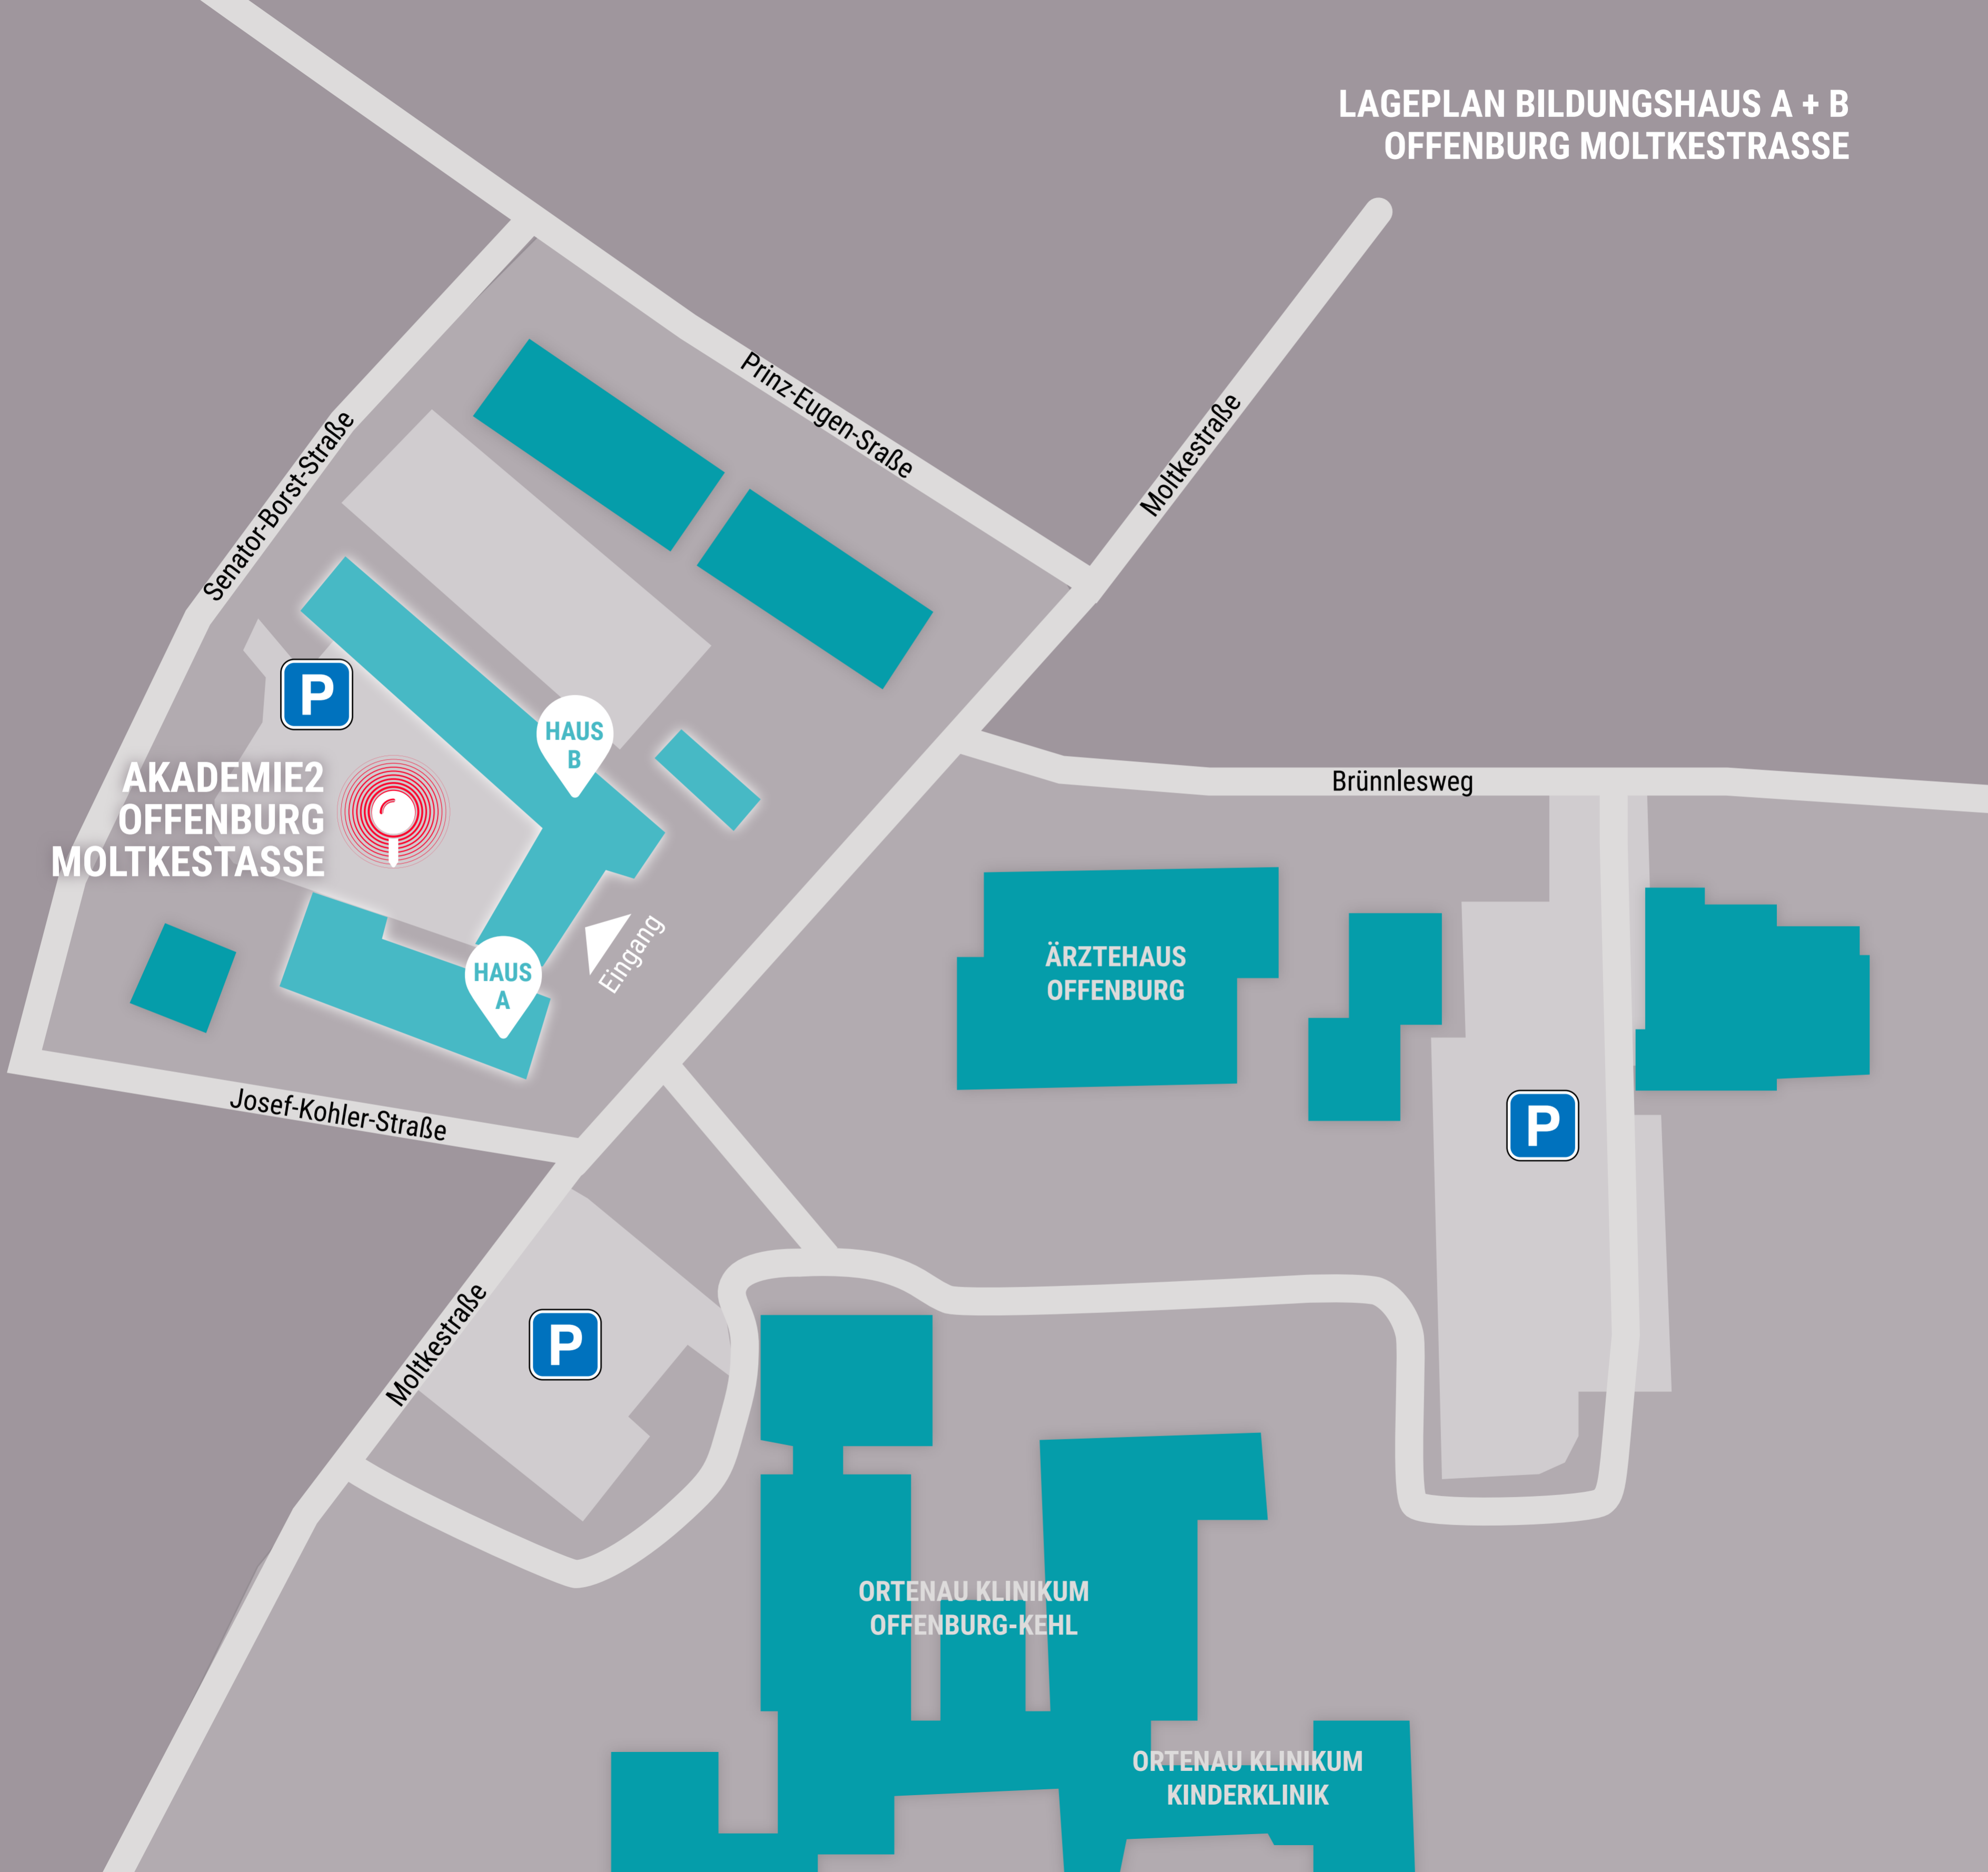 LAGEPLAN BILDUNGSHAUS A + B
OFFENBURG MOLTKESTRASSE
Prinz-Eugen-Sraße
Moltkestraße
Senator-Borst-Straße
P
HAUS
B
AKADEMIE2
OFFENBURG
MOLTKESTASSE
Brünnlesweg
Eingang
HAUS
A
ÄRZTEHAUS
OFFENBURG
Josef-Kohler-Straße
P
Moltkestraße
P
ORTENAU KLINIKUM
OFFENBURG-KEHL
ORTENAU KLINIKUM
KINDERKLINIK